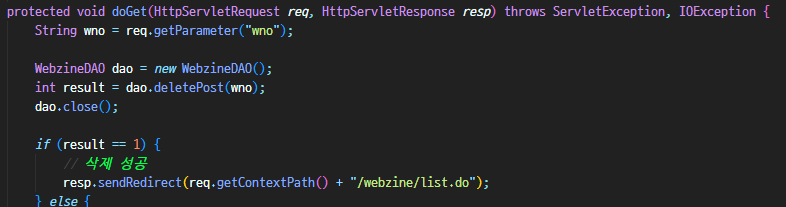 protected void doGet(HttpServletRequest req, HttpServletResponse resp) throws ServletException, IOException {
String wno = req.getParameter("wno");
WebzineDAO dao = new WebzineDAO();
int result = dao.deletePost(wno);
dao.close();
if (result == 1) {
// 삭제 성공
resp.sendRedirect(req.getContextPath() + "/webzine/list.do");
} else {